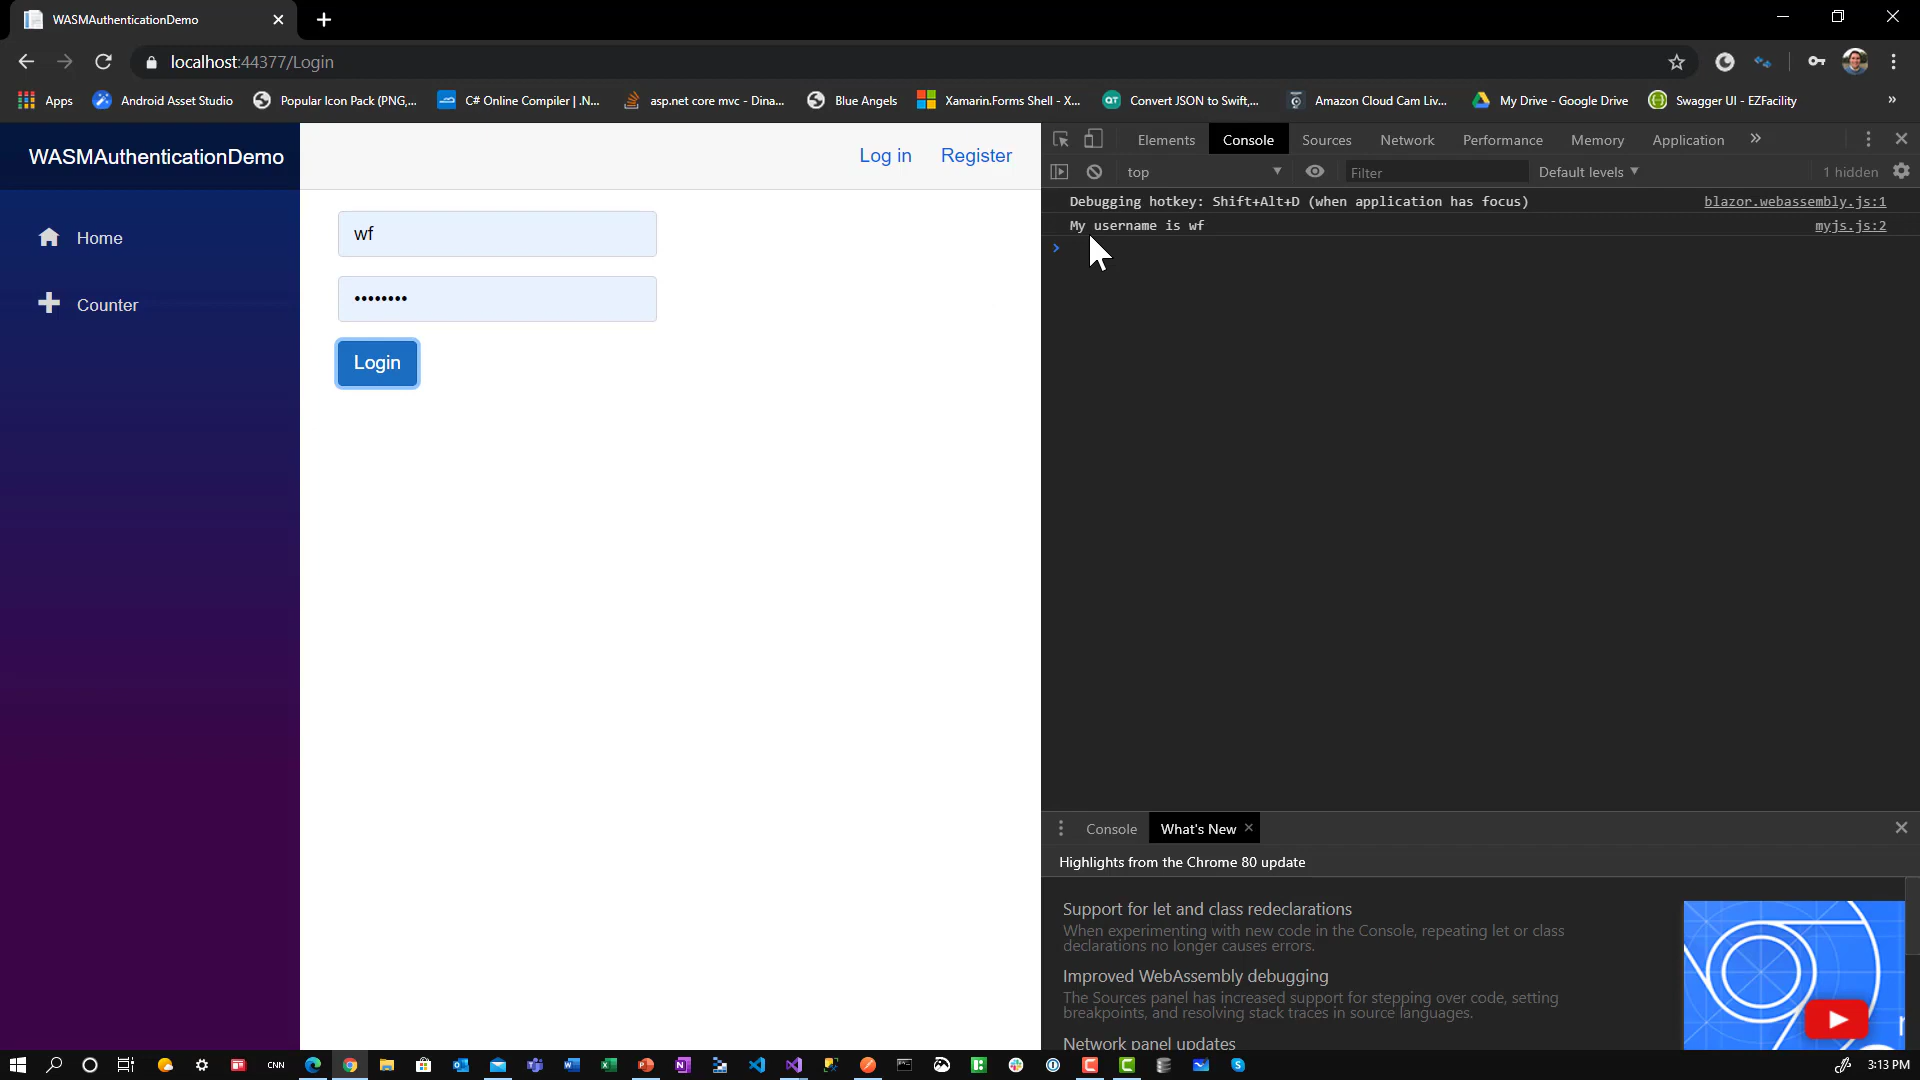 WASMAuthenticationDemo
localhost:44377/Login
Apps
Android Asset Studio
Popular Icon Pack (PNG,...
C# Online Compiler | .N...
asp.net core mvc - Dina...
Blue Angels
Xamarin.Forms Shell - X...
Convert JSON to Swift,...
Amazon Cloud Cam Liv...
My Drive - Google Drive
Swagger UI - EZFacility
»
WASMAuthenticationDemo
Home
Counter
Log in
Register
wf
••••••••
Login
Elements
Console
Sources
Network
Performance
Memory
Application
»
top
Filter
Default levels
1 hidden
Debugging hotkey: Shift+Alt+D (when application has focus)
blazor.webassembly.js:1
My username is wf
myjs.js:2
Console
What's New
Highlights from the Chrome 80 update
Support for let and class redeclarations
When experimenting with new code in the Console, repeating let or class
declarations no longer causes errors.
Improved WebAssembly debugging
The Sources panel has increased support for stepping over code, setting
breakpoints, and resolving stack traces in source languages.
Network panel updates
CNN
3:13 PM